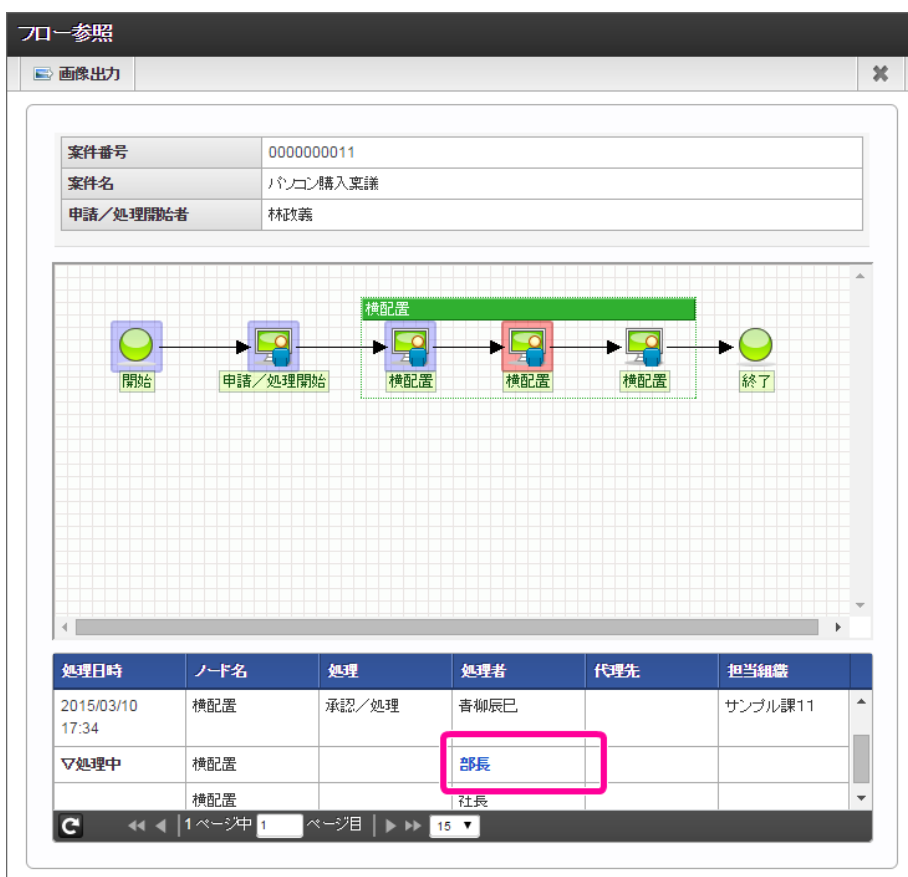 フロー参照
画像出力
案件番号 0000000011
案件名 パソコン購入稟議
申請／処理開始者 林政義
横配置
開始 申請／処理開始 横配置 横配置 横配置 終了
処理日時 ノード名 処理 処理者 代理先 担当組織
2015/03/10 横配置 承認／処理 青柳辰巳 サンプル課11
17:34
▽処理中 横配置 部長
横配置 社長
1 ページ中 1 ページ目 15 ▼